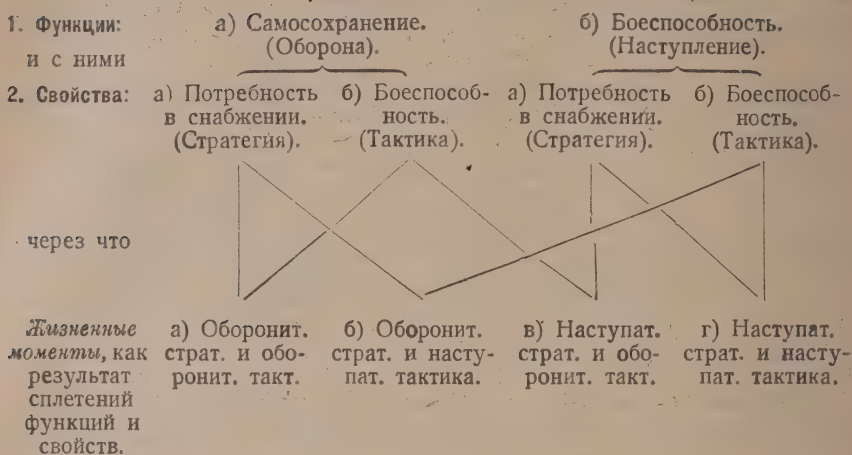 1. Функции: а) Самосохранение. б) Боеспособность.
(Оборона). (Наступление).
и с ними
2. Свойства: а) Потребность б) Боеспособ- а) Потребность б) Боеспособ-
в снабжении. ность. в снабжении. ность.
(Стратегия). (Тактика). (Стратегия). (Тактика).
через что
Жизненные а) Оборонит. б) Оборонит. в) Наступат. г) Наступат.
моменты, как страт. и обо- страт. и насту- страт. и обо- страт. и насту-
результат ронит. такт. пат. тактика. ронит. такт. пат. тактика.
сплетений
функций и
свойств.